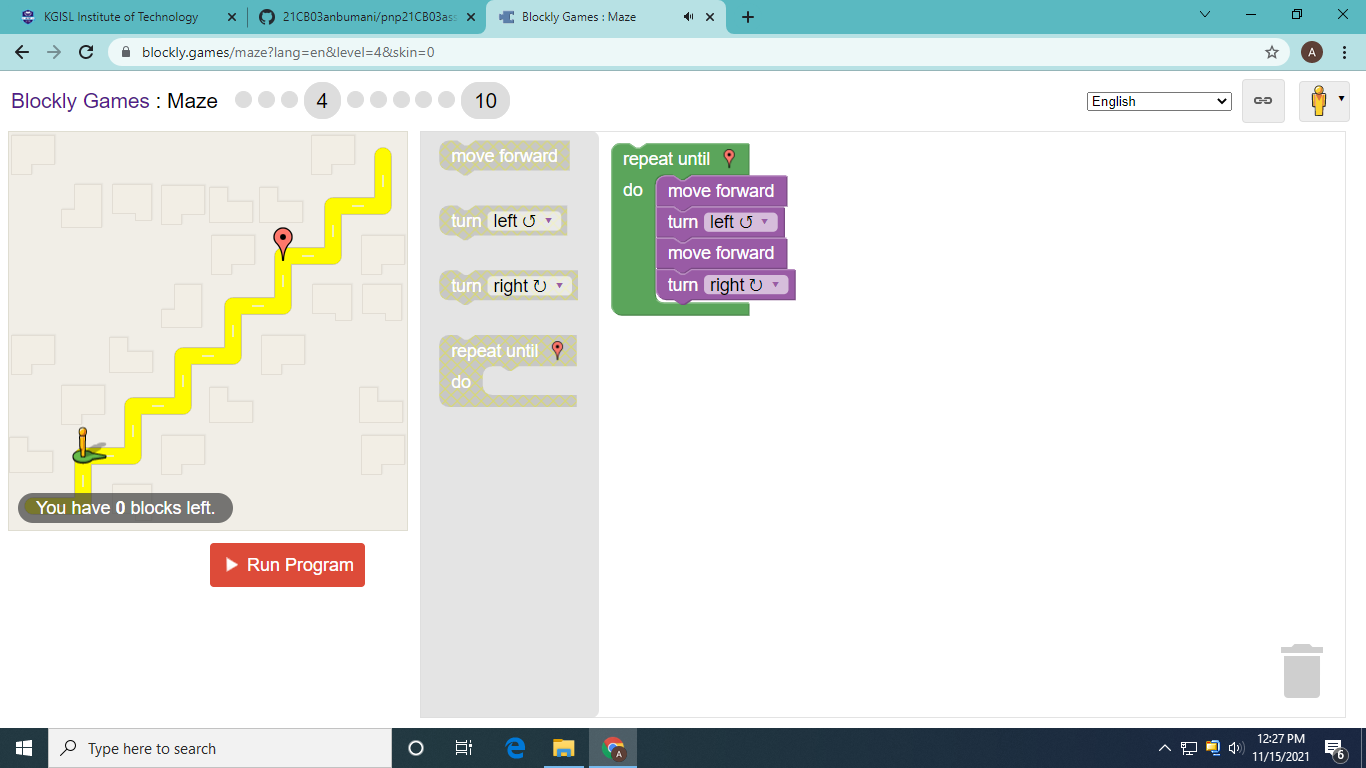 KGISL Institute of Technology
21CB03anbumani/pnp21CB03ass
Blockly Games : Maze
blockly.games/maze?lang=en&level=4&skin=0
A
Blockly Games : Maze
4
10
English
move forward
turn left ↺
turn right ↻
repeat until
do
repeat until
do
move forward
turn left ↺
move forward
turn right ↻
You have 0 blocks left.
Run Program
Type here to search
A
12:27 PM
11/15/2021
6